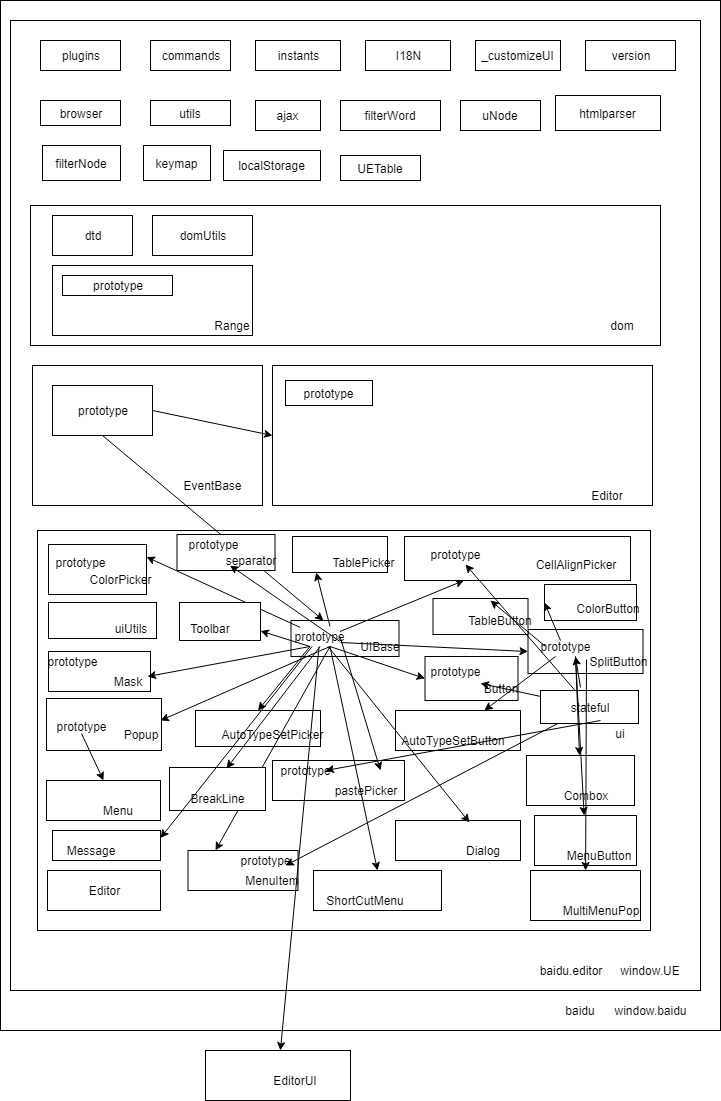 plugins
commands
instants
I18N
_customizeUI
version
browser
utils
ajax
filterWord
uNode
htmlparser
filterNode
keymap
localStorage
UETable
dtd
domUtils
prototype
Range
dom
prototype
EventBase
prototype
Editor
prototype
ColorPicker
prototype
separator
TablePicker
prototype
CellAlignPicker
uiUtils
Toolbar
prototype
UIBase
TableButton
ColorButton
prototype
SplitButton
prototype
Mask
prototype
Button
stateful
ui
prototype
Popup
AutoTypeSetPicker
AutoTypeSetButton
prototype
pastePicker
BreakLine
Combox
Menu
Message
prototype
MenuItem
Dialog
MenuButton
Editor
ShortCutMenu
MultiMenuPop
baidu.editor
window.UE
baidu
window.baidu
EditorUI